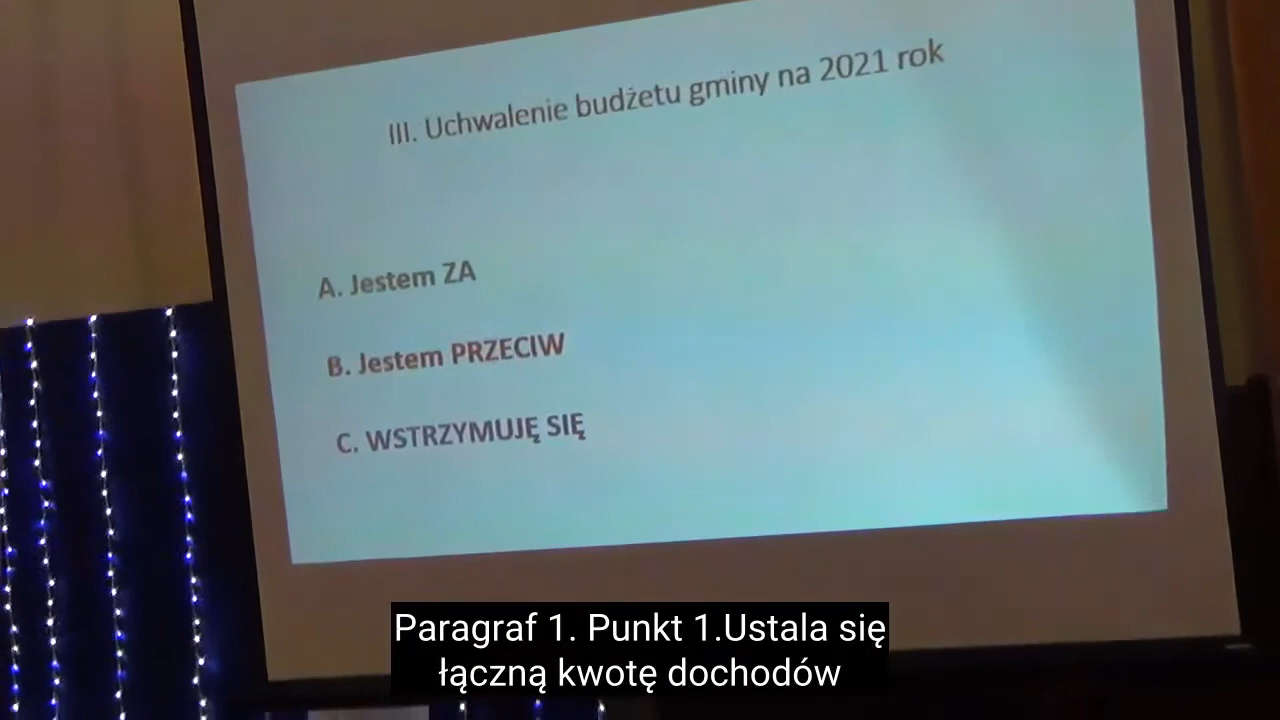 III. Uchwalenie budżetu gminy na 2021 rok
A. Jestem ZA
B. Jestem PRZECIW
C. WSTRZYMUJĘ SIĘ
Paragraf 1. Punkt 1.Ustala się
łączną kwotę dochodów